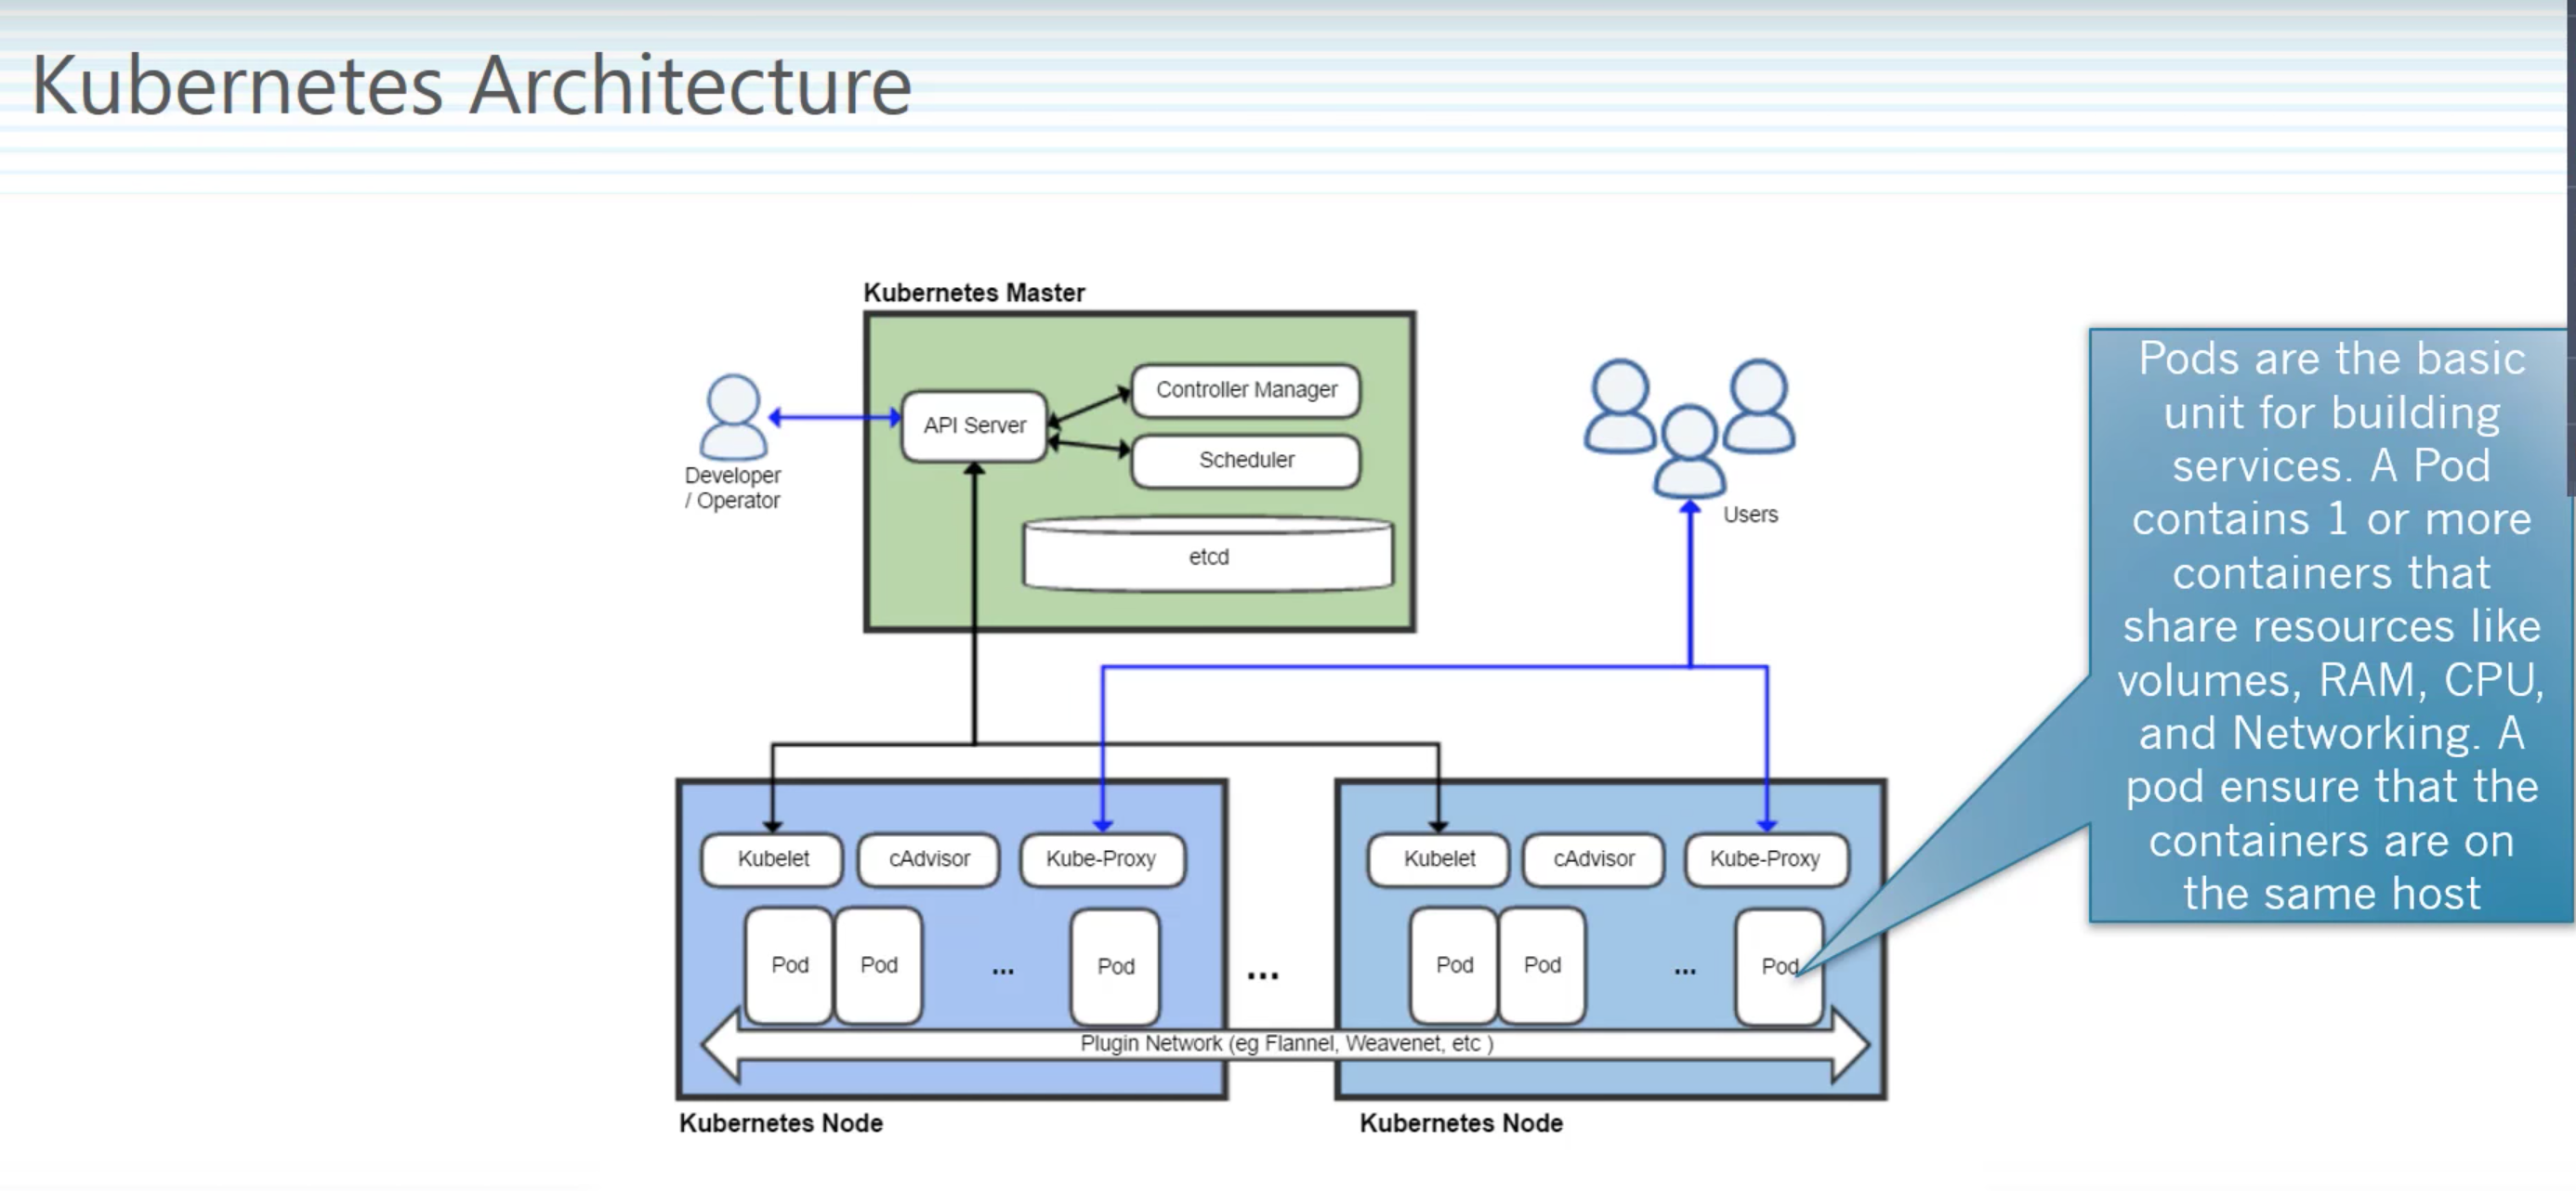 Kubernetes Architecture
Kubernetes Master
API Server
Controller Manager
Scheduler
etcd
Developer
/ Operator
Users
Pods are the basic
unit for building
services. A Pod
contains 1 or more
containers that
share resources like
volumes, RAM, CPU,
and Networking. A
pod ensure that the
containers are on
the same host
Kubelet
cAdvisor
Kube-Proxy
Pod
Pod
...
Pod
...
Kubelet
cAdvisor
Kube-Proxy
Pod
Pod
...
Pod
Plugin Network (eg Flannel, Weavenet, etc )
Kubernetes Node
Kubernetes Node